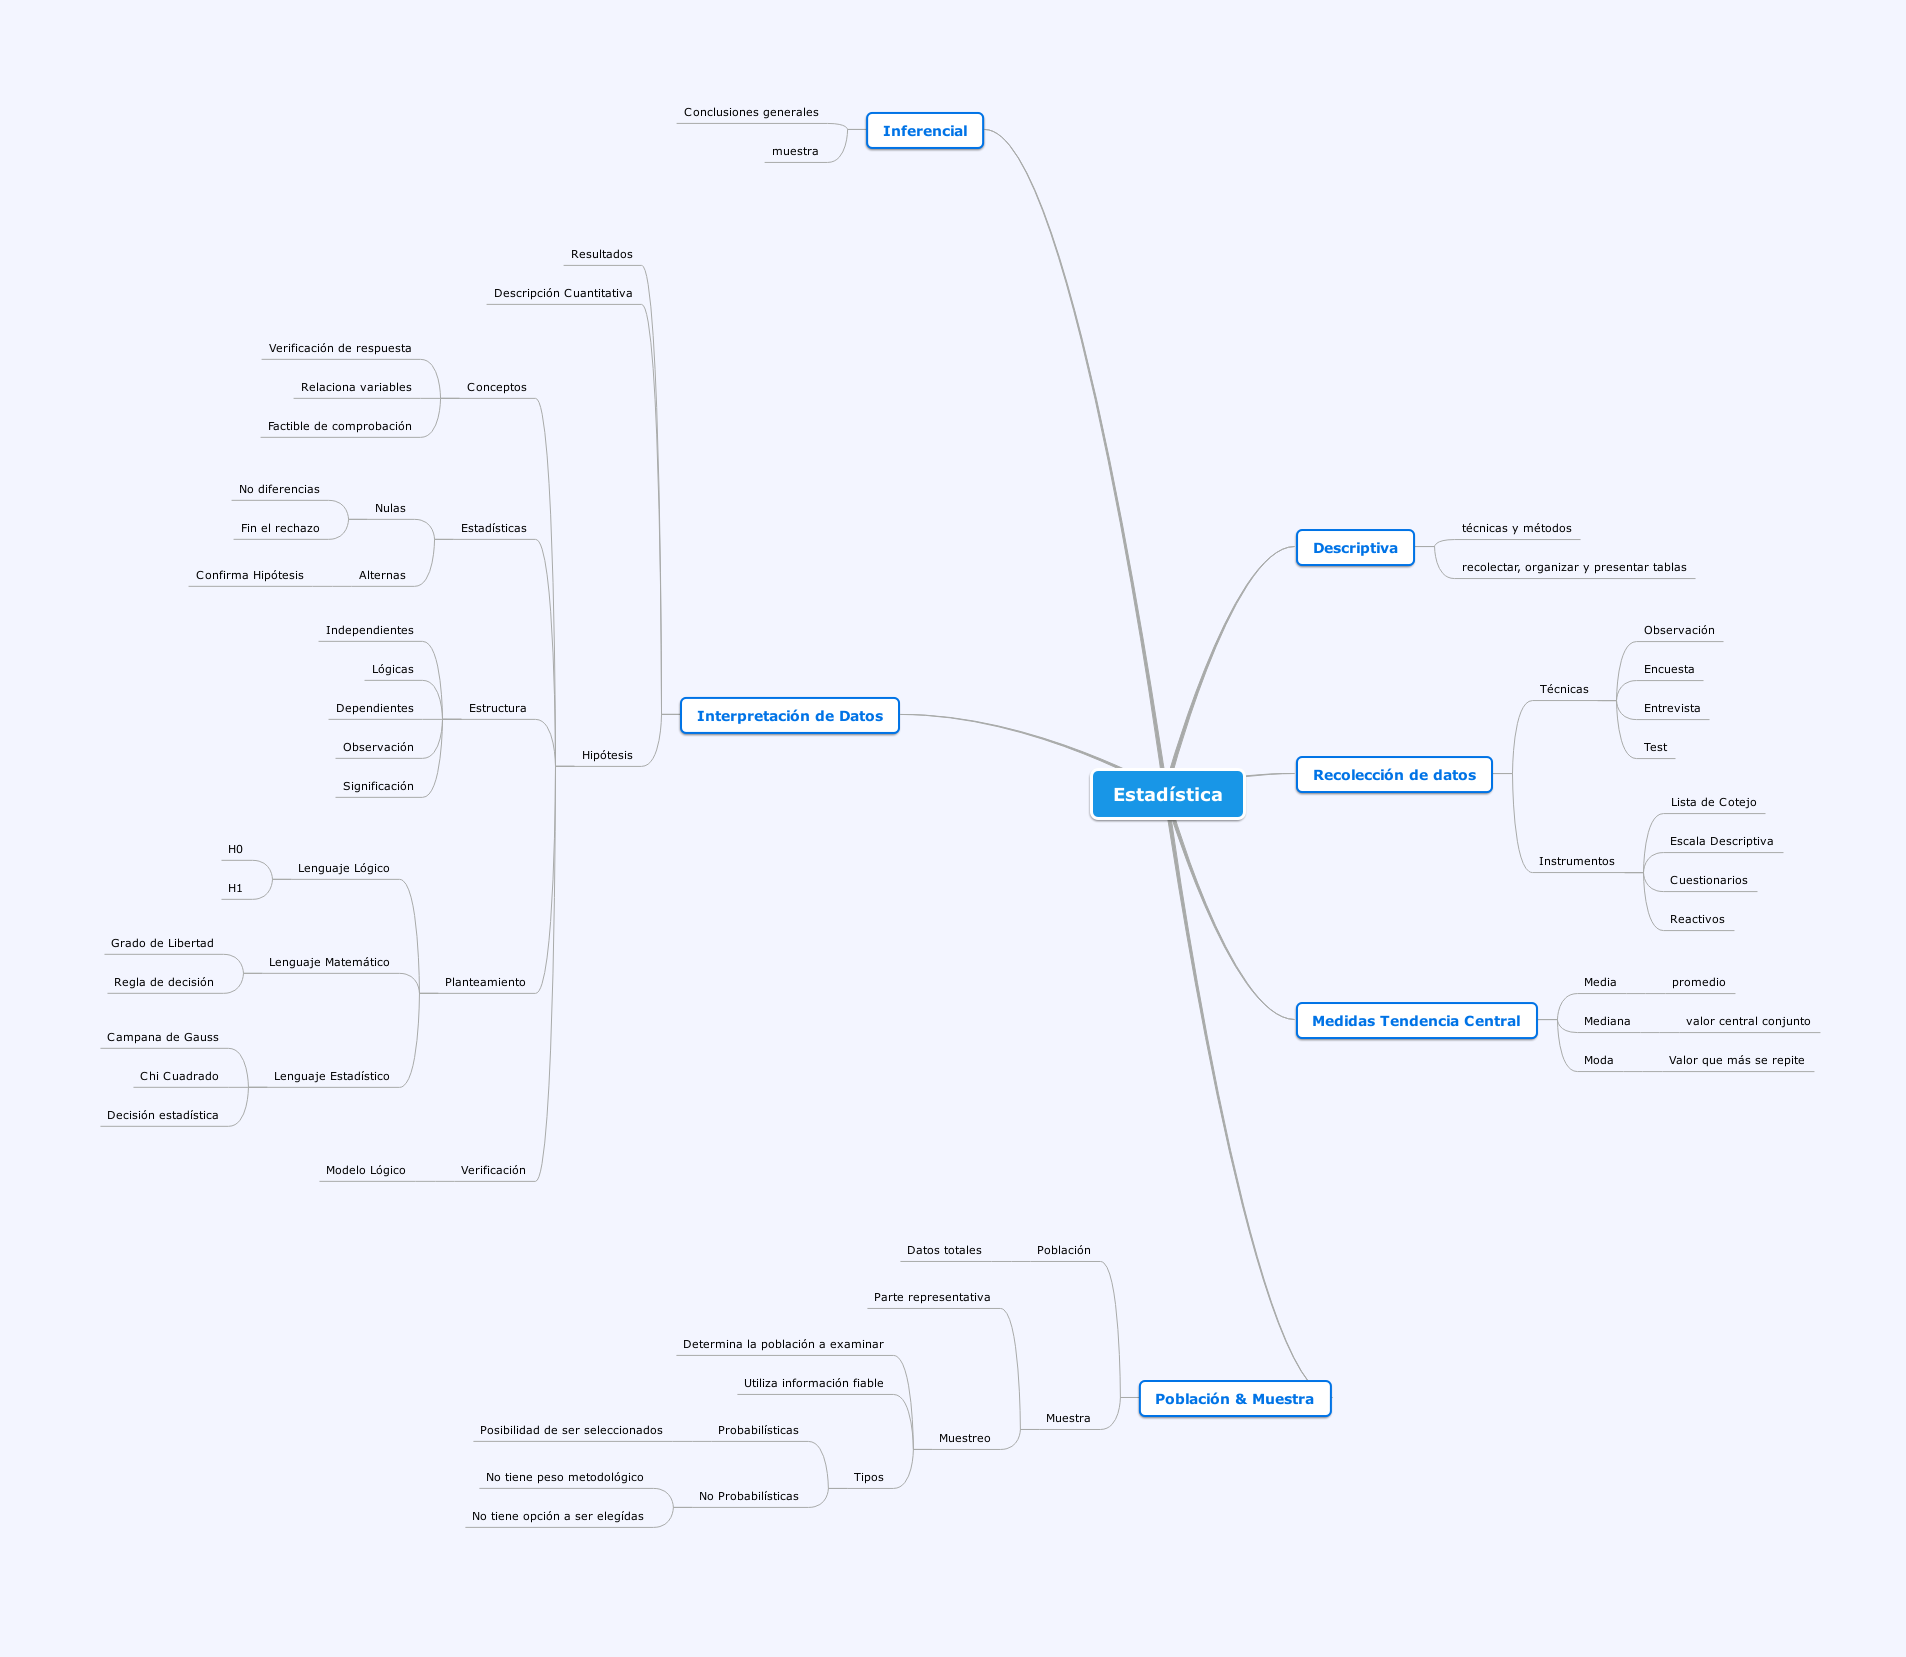 Estadística
Inferencial
Conclusiones generales
muestra
Interpretación de Datos
Resultados
Descripción Cuantitativa
Hipótesis
Conceptos
Verificación de respuesta
Relaciona variables
Factible de comprobación
Estadísticas
Nulas
No diferencias
Fin el rechazo
Alternas
Confirma Hipótesis
Estructura
Independientes
Lógicas
Dependientes
Observación
Significación
Planteamiento
Lenguaje Lógico
H0
H1
Lenguaje Matemático
Grado de Libertad
Regla de decisión
Lenguaje Estadístico
Campana de Gauss
Chi Cuadrado
Decisión estadística
Verificación
Modelo Lógico
Descriptiva
técnicas y métodos
recolectar, organizar y presentar tablas
Recolección de datos
Técnicas
Observación
Encuesta
Entrevista
Test
Instrumentos
Lista de Cotejo
Escala Descriptiva
Cuestionarios
Reactivos
Medidas Tendencia Central
Media
promedio
Mediana
valor central conjunto
Moda
Valor que más se repite
Población & Muestra
Población
Datos totales
Muestra
Parte representativa
Muestreo
Determina la población a examinar
Utiliza información fiable
Tipos
Probabilísticas
Posibilidad de ser seleccionados
No Probabilísticas
No tiene peso metodológico
No tiene opción a ser elegídas